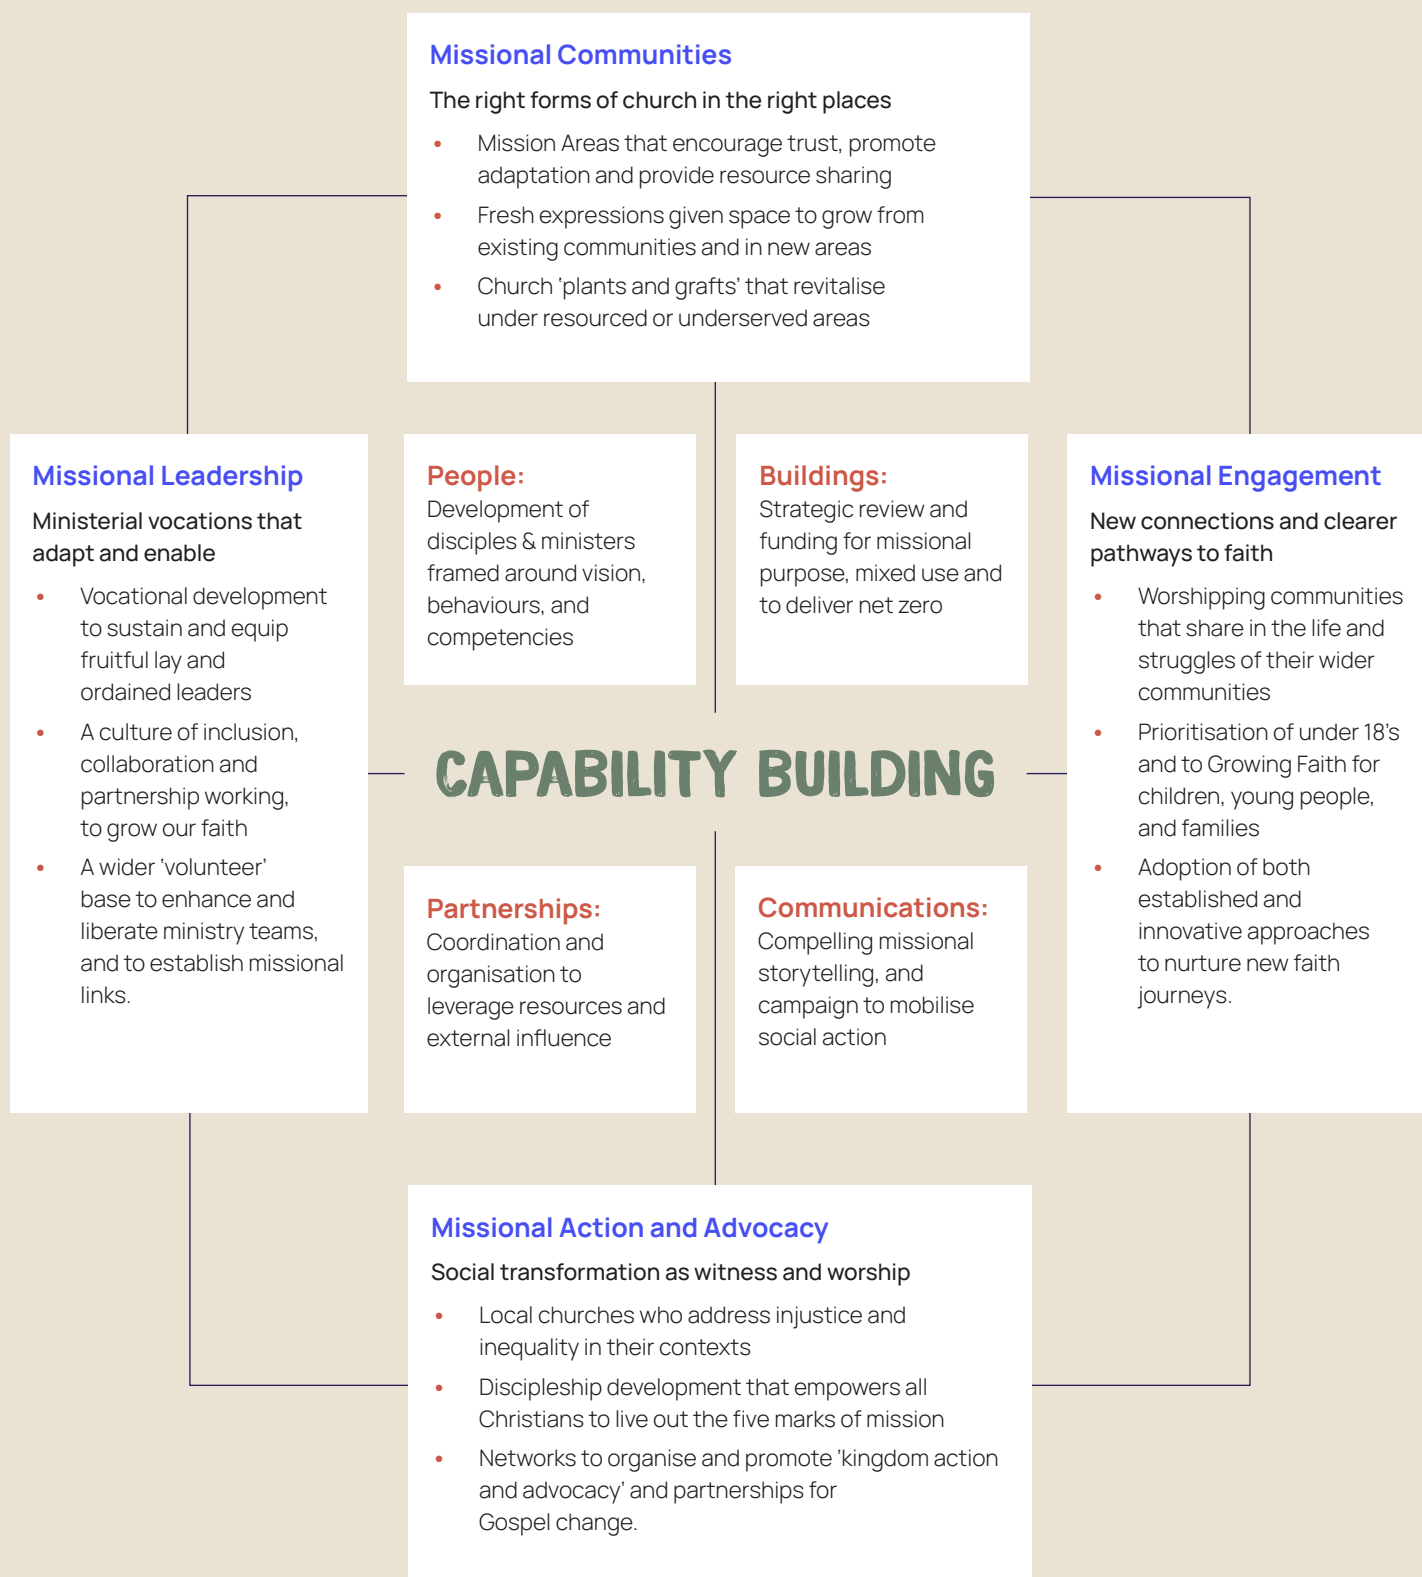 Missional Communities
The right forms of church in the right places
• Mission Areas that encourage trust, promote
adaptation and provide resource sharing
• Fresh expressions given space to grow from
existing communities and in new areas
• Church ‘plants and grafts’ that revitalise
under resourced or underserved areas
Missional Leadership
Ministerial vocations that
adapt and enable
• Vocational development
to sustain and equip
fruitful lay and
ordained leaders
• A culture of inclusion,
collaboration and
partnership working,
to grow our faith
• A wider ‘volunteer’
base to enhance and
liberate ministry teams,
and to establish missional
links.
People:
Development of
disciples & ministers
framed around vision,
behaviours, and
competencies
Buildings:
Strategic review and
funding for missional
purpose, mixed use and
to deliver net zero
CAPABILITY BUILDING
Partnerships:
Coordination and
organisation to
leverage resources and
external influence
Communications:
Compelling missional
storytelling, and
campaign to mobilise
social action
Missional Engagement
New connections and clearer
pathways to faith
• Worshipping communities
that share in the life and
struggles of their wider
communities
• Prioritisation of under 18’s
and to Growing Faith for
children, young people,
and families
• Adoption of both
established and
innovative approaches
to nurture new faith
journeys.
Missional Action and Advocacy
Social transformation as witness and worship
• Local churches who address injustice and
inequality in their contexts
• Discipleship development that empowers all
Christians to live out the five marks of mission
• Networks to organise and promote ‘kingdom action
and advocacy’ and partnerships for
Gospel change.